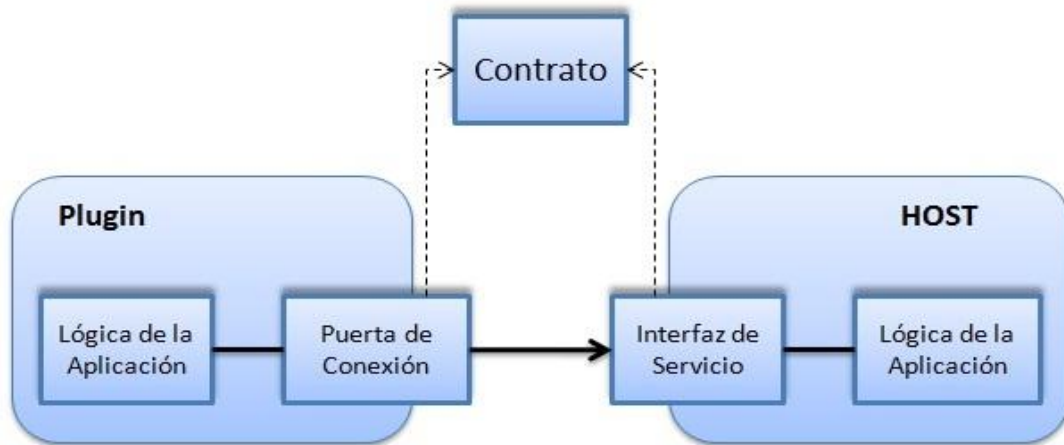 Contrato
Plugin
HOST
Lógica de la
Aplicación
Puerta de
Conexión
Interfaz de
Servicio
Lógica de la
Aplicación